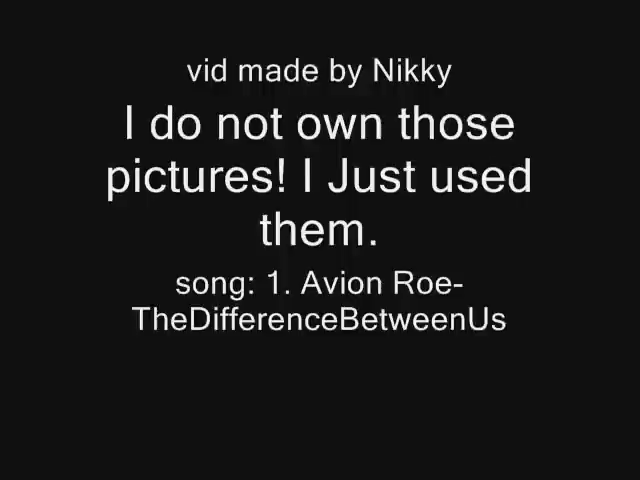 vid made by Nikky
I do not own those
pictures! I Just used
them.
song: 1. Avion Roe-
TheDifferenceBetweenUs